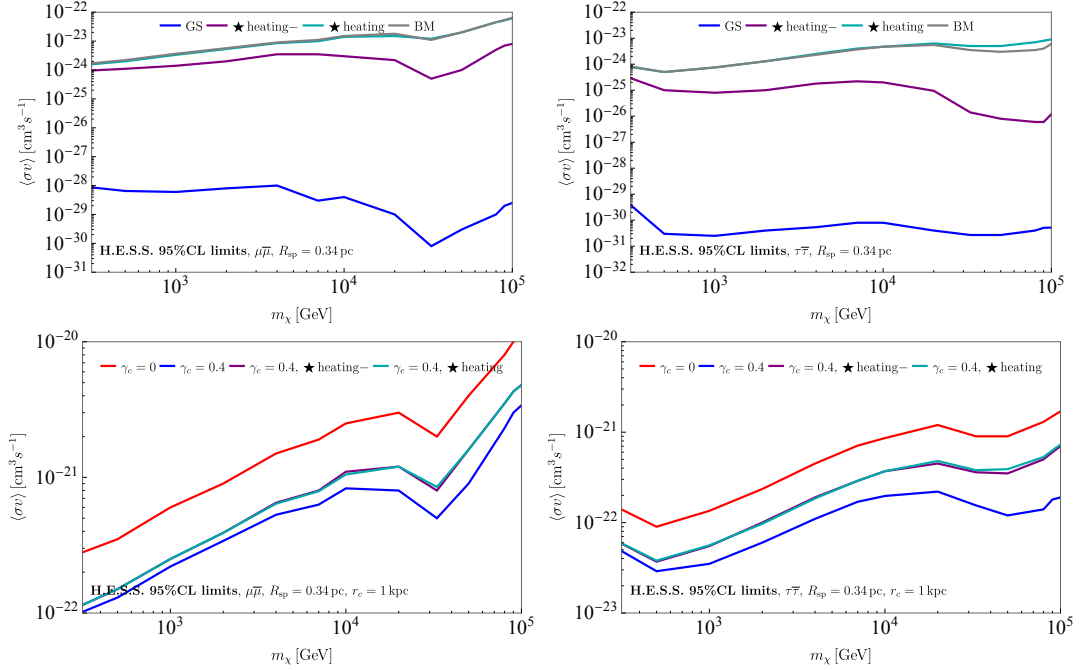 GS ★ heating− ★ heating BM
10^−22
10^−23
10^−24
10^−25
10^−26
10^−27
10^−28
10^−29
10^−30
10^−31
⟨σv⟩ [cm³ s⁻¹]
H.E.S.S. 95%CL limits, μμ̅, R_sp = 0.34 pc
10^3 10^4 10^5
m_χ [GeV]
GS ★ heating− ★ heating BM
10^−22
10^−23
10^−24
10^−25
10^−26
10^−27
10^−28
10^−29
10^−30
10^−31
10^−32
⟨σv⟩ [cm³ s⁻¹]
H.E.S.S. 95%CL limits, ττ̅, R_sp = 0.34 pc
10^3 10^4 10^5
m_χ [GeV]
10^−20
γ_c = 0 γ_c = 0.4 γ_c = 0.4, ★ heating− γ_c = 0.4, ★ heating
10^−21
10^−22
⟨σv⟩ [cm³ s⁻¹]
H.E.S.S. 95%CL limits, μμ̅, R_sp = 0.34 pc, r_c = 1 kpc
10^3 10^4 10^5
m_χ [GeV]
10^−20
γ_c = 0 γ_c = 0.4 γ_c = 0.4, ★ heating− γ_c = 0.4, ★ heating
10^−21
10^−22
10^−23
⟨σv⟩ [cm³ s⁻¹]
H.E.S.S. 95%CL limits, ττ̅, R_sp = 0.34 pc, r_c = 1 kpc
10^3 10^4 10^5
m_χ [GeV]